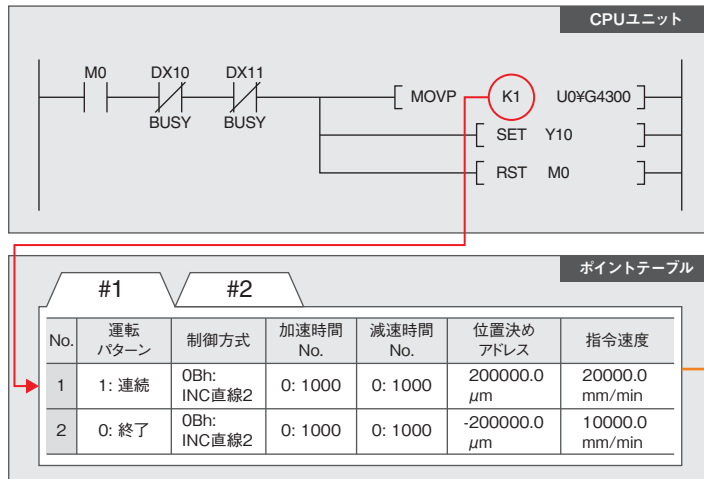 CPUユニット
M0 DX10 DX11
MOVP K1 U0¥G4300
BUSY BUSY
SET Y10
RST M0
ポイントテーブル
#1 #2
No. 運転 パターン 制御方式 加速時間 No. 減速時間 No. 位置決め アドレス 指令速度
1 1: 連続 0Bh: INC直線2 0: 1000 0: 1000 200000.0 μm 20000.0 mm/min
2 0: 終了 0Bh: INC直線2 0: 1000 0: 1000 -200000.0 μm 10000.0 mm/min